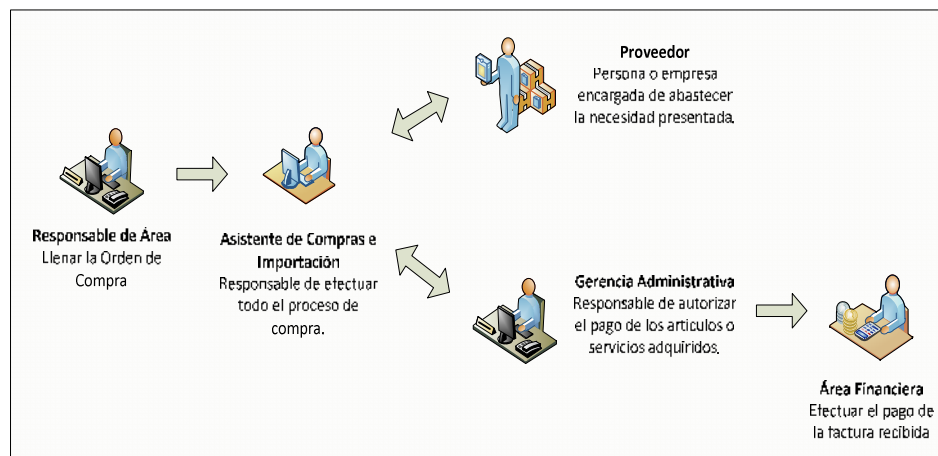 Proveedor
Persona o empresa
encargada de abastecer
la necesidad presentada.
Responsable de Área
Llenar la Orden de
Compra
Asistente de Compras e
Importación
Responsable de efectuar
todo el proceso de
compra.
Gerencia Administrativa
Responsable de autorizar
el pago de los articulos o
servicios adquiridos.
Área Financiera
Efectuar el pago de
la factura recibida